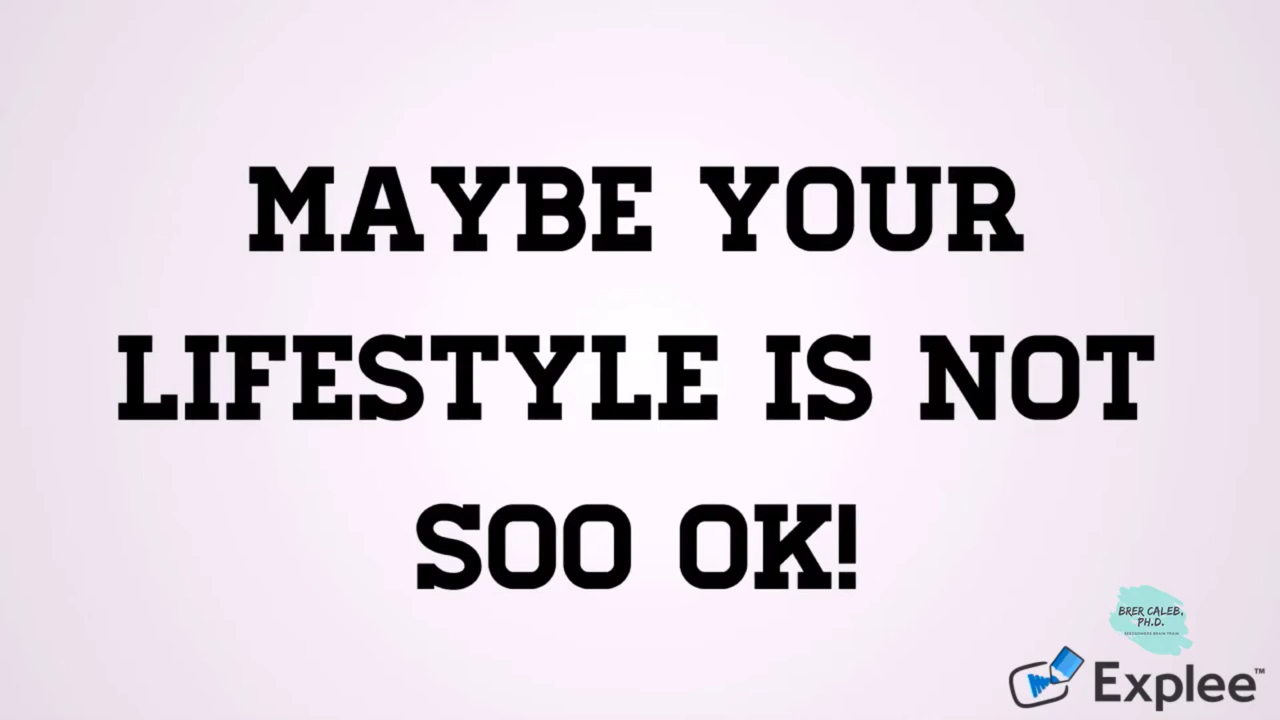 MAYBE YOUR
LIFESTYLE IS NOT
SOO OK!
BRER CALEB,
PH.D.
Explee™